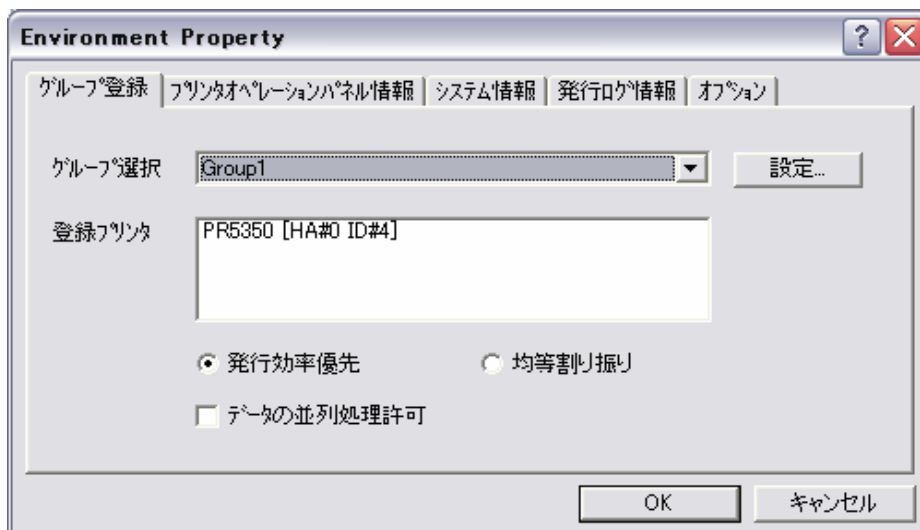 Environment Property
ｸﾞﾙｰﾌﾟ登録 ﾌﾟﾘﾝﾀｵﾍﾟﾚｰｼｮﾝﾊﾟﾈﾙ情報 ｼｽﾃﾑ情報 発行ﾛｸﾞ情報 ｵﾌﾟｼｮﾝ
ｸﾞﾙｰﾌﾟ選択 Group1 設定...
登録ﾌﾟﾘﾝﾀ PR5350 [HA#0 ID#4]
発行効率優先 均等割り振り
ﾃﾞｰﾀの並列処理許可
OK キャンセル